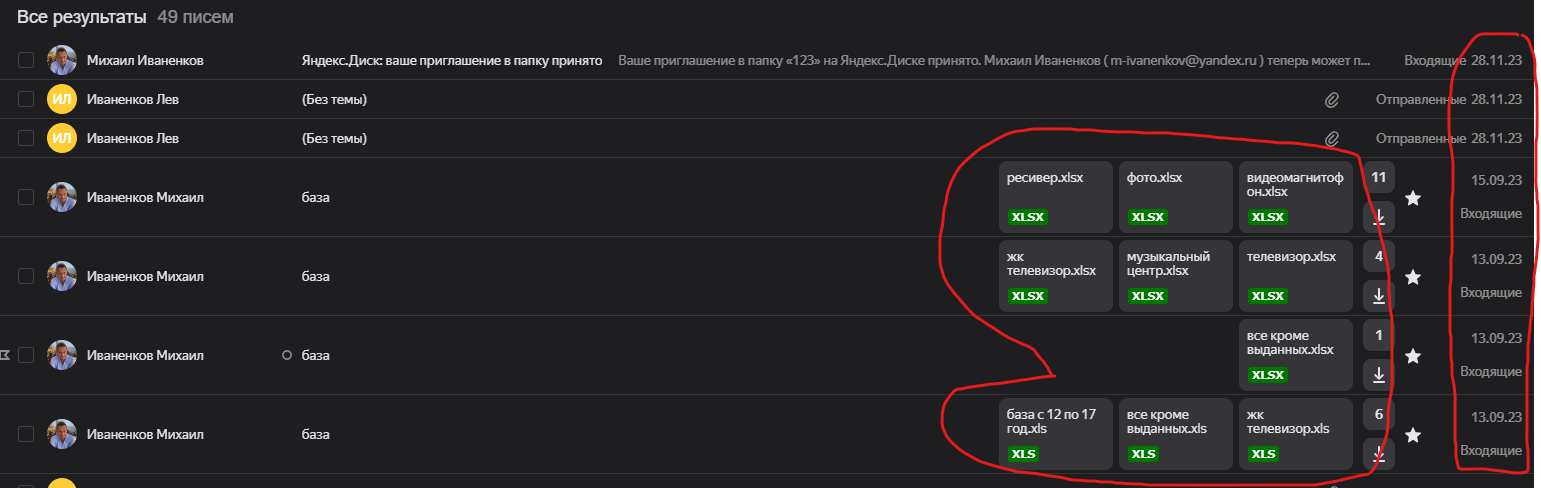 Все результаты 49 писем
Михаил Иваненков Яндекс.Диск: ваше приглашение в папку принято Ваше приглашение в папку «123» на Яндекс.Диске принято. Михаил Иваненков ( m-ivanenkov@yandex.ru ) теперь может п... Входящие 28.11.23
ИЛ Иваненков Лев (Без темы) Отправленные 28.11.23
ИЛ Иваненков Лев (Без темы) Отправленные 28.11.23
Иваненков Михаил база
ресивер.xlsx
XLSX
фото.xlsx
XLSX
видеомагнитоф
он.xlsx
XLSX
11
15.09.23
Входящие
Иваненков Михаил база
жк
телевизор.xlsx
XLSX
музыкальный
центр.xlsx
XLSX
телевизор.xlsx
XLSX
4
13.09.23
Входящие
Иваненков Михаил база
все кроме
выданных.xlsx
XLSX
1
13.09.23
Входящие
Иваненков Михаил база
база с 12 по 17
год.xls
XLS
все кроме
выданных.xls
XLS
жк
телевизор.xls
XLS
6
13.09.23
Входящие